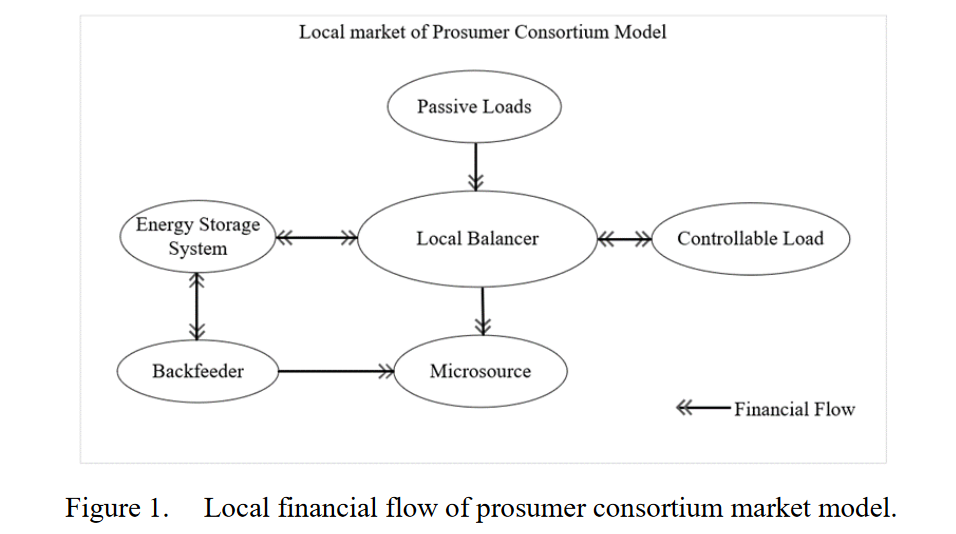 Local market of Prosumer Consortium Model
Passive Loads
Energy Storage
System
Local Balancer
Controllable Load
Backfeeder
Microsource
Financial Flow
Figure 1. Local financial flow of prosumer consortium market model.